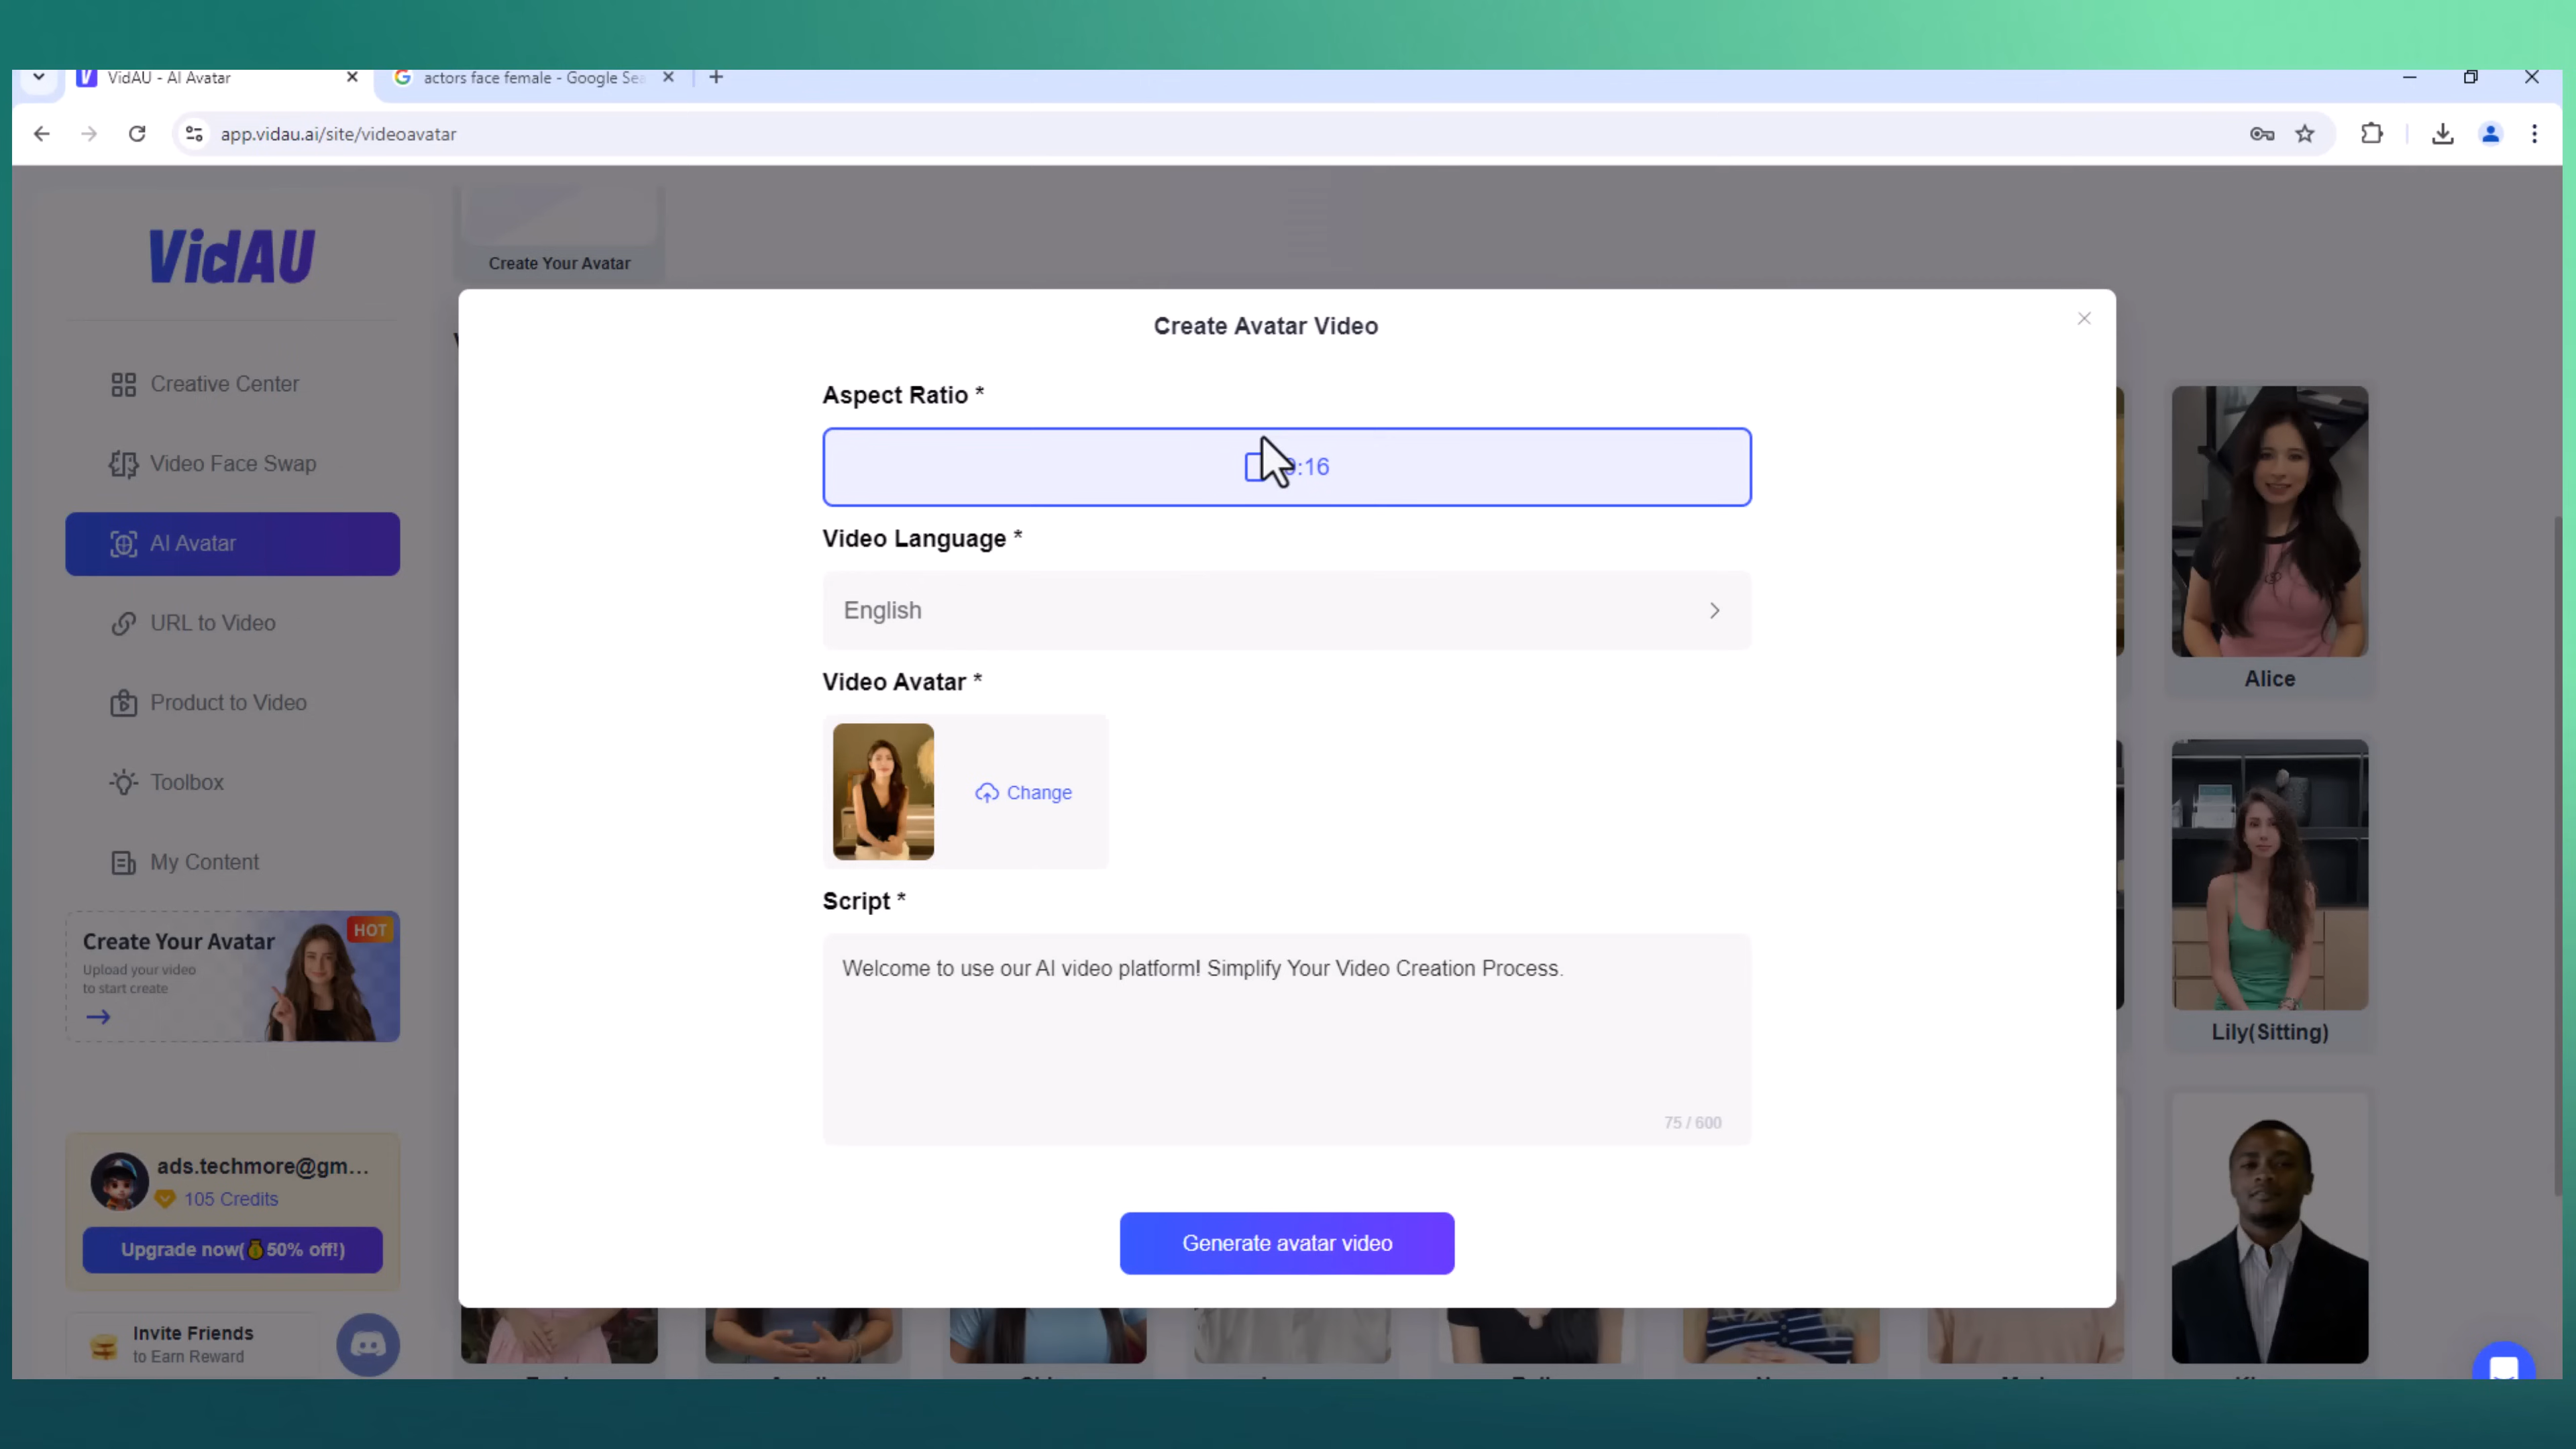 VidAU - AI Avatar
actors face female - Google Sea
app.vidau.ai/site/videoavatar
VidAU
Creative Center
Video Face Swap
AI Avatar
URL to Video
Product to Video
Toolbox
My Content
Create Your Avatar
HOT
Upload your video
to start create
ads.techmore@gm...
105 Credits
Upgrade now(💰50% off!)
Invite Friends
to Earn Reward
Create Your Avatar
Create Avatar Video
Aspect Ratio *
:16
Video Language *
English
Video Avatar *
Change
Script *
Welcome to use our AI video platform! Simplify Your Video Creation Process.
75 / 600
Generate avatar video
Alice
Lily(Sitting)